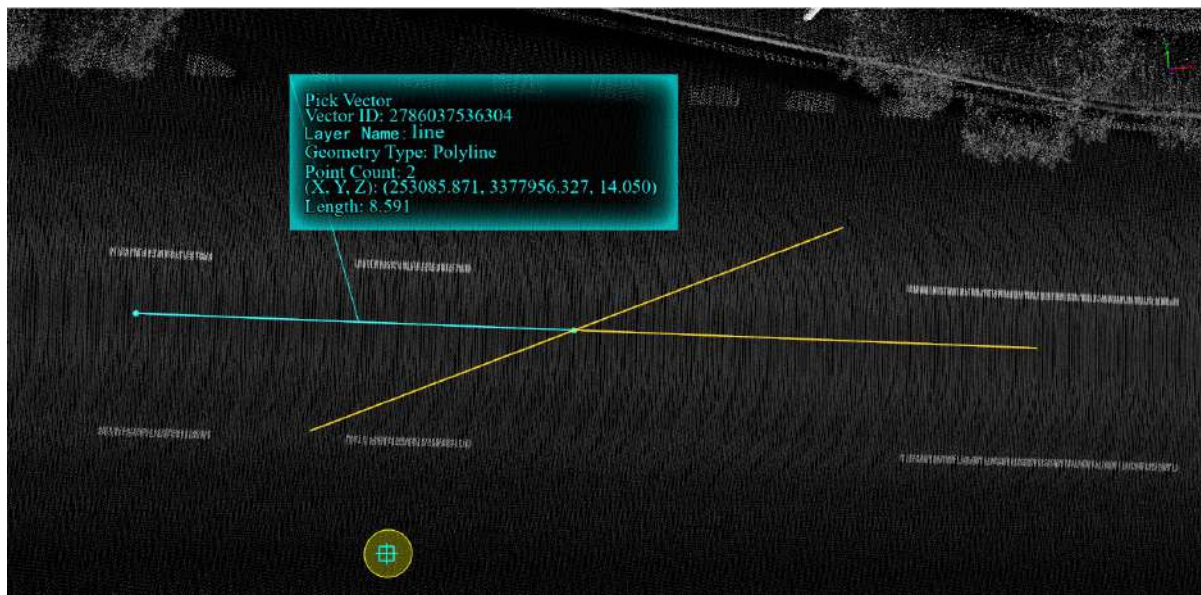 Pick Vector
Vector ID: 2786037536304
Layer Name: line
Geometry Type: Polyline
Point Count: 2
(X, Y, Z): (253085.871, 3377956.327, 14.050)
Length: 8.591